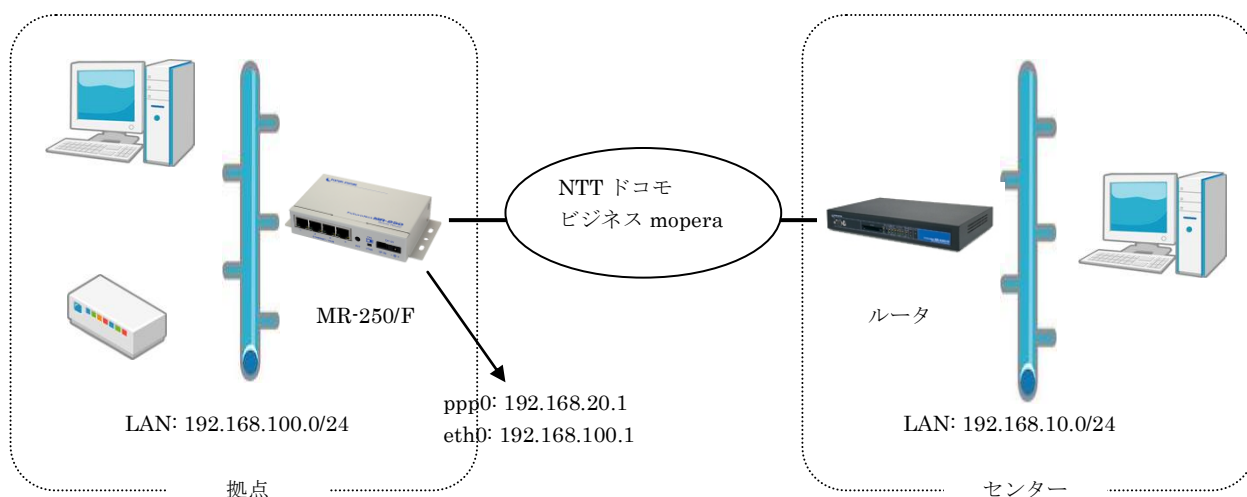 NTT ドコモ
ビジネス mopera
MR-250/F
ルータ
ppp0: 192.168.20.1
eth0: 192.168.100.1
LAN: 192.168.100.0/24
LAN: 192.168.10.0/24
拠点
センター